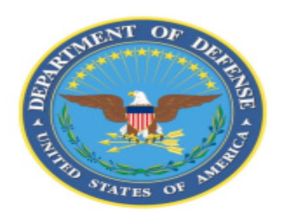 DEPARTMENT OF DEFENSE
UNITED STATES OF AMERICA